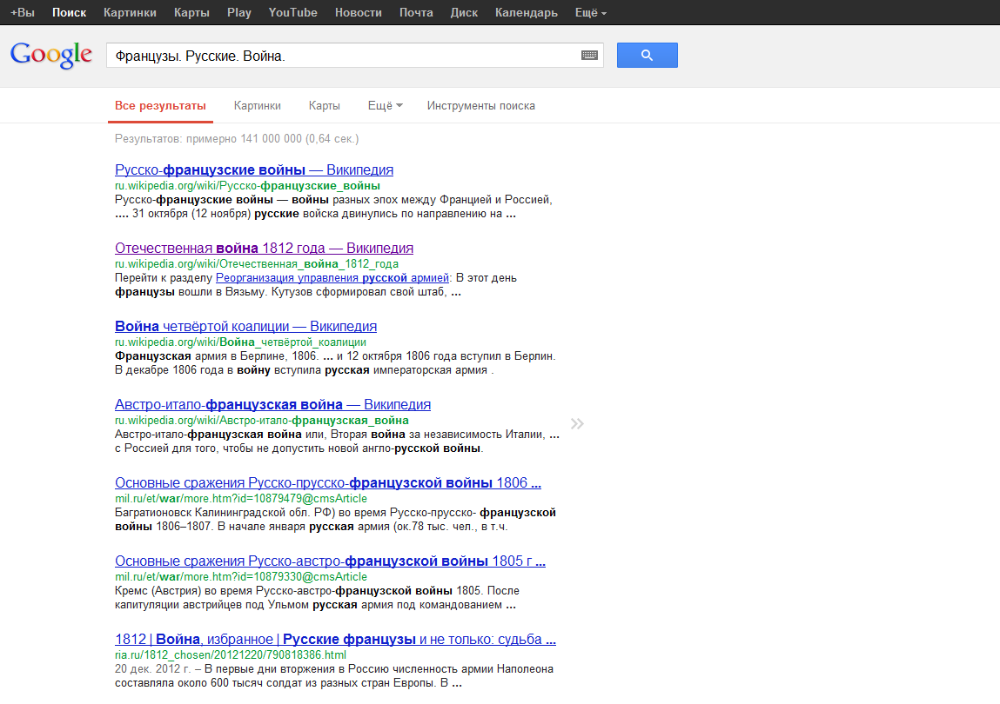 +Вы Поиск Картинки Карты Play YouTube Новости Почта Диск Календарь Ещё
Google
Французы. Русские. Война.
Все результаты Картинки Карты Ещё Инструменты поиска
Результатов: примерно 141 000 000 (0,64 сек.)
Русско-французские войны — Википедия
ru.wikipedia.org/wiki/Русско-французские_войны
Русско-французские войны — войны разных эпох между Францией и Россией,
.... 31 октября (12 ноября) русские войска двинулись по направлению на ...
Отечественная война 1812 года — Википедия
ru.wikipedia.org/wiki/Отечественная_война_1812_года
Перейти к разделу Реорганизация управления русской армией: В этот день
французы вошли в Вязьму. Кутузов сформировал свой штаб, ...
Война четвёртой коалиции — Википедия
ru.wikipedia.org/wiki/Война_четвёртой_коалиции
Французская армия в Берлине, 1806. ... и 12 октября 1806 года вступил в Берлин.
В декабре 1806 года в войну вступила русская императорская армия .
Австро-итало-французская война — Википедия
ru.wikipedia.org/wiki/Австро-итало-французская_война
Австро-итало-французская война или, Вторая война за независимость Италии, ...
с Россией для того, чтобы не допустить новой англо-русской войны.
Основные сражения Русско-прусско-французской войны 1806 ...
mil.ru/et/war/more.htm?id=10879479@cmsArticle
Багратионовск Калининградской обл. РФ) во время Русско-прусско- французской
войны 1806–1807. В начале января русская армия (ок.78 тыс. чел., в т.ч.
Основные сражения Русско-австро-французской войны 1805 г ...
mil.ru/et/war/more.htm?id=10879330@cmsArticle
Кремс (Австрия) во время Русско-австро-французской войны 1805. После
капитуляции австрийцев под Ульмом русская армия под командованием ...
1812 | Война, избранное | Русские французы и не только: судьба ...
ria.ru/1812_chosen/20121220/790818386.html
20 дек. 2012 г. – В первые дни вторжения в Россию численность армии Наполеона
составляла около 600 тысяч солдат из разных стран Европы. В ...